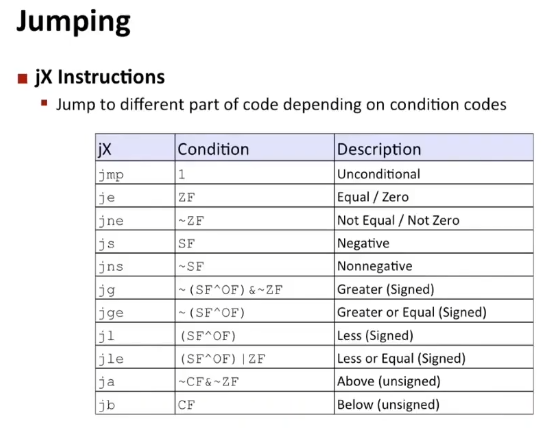 Jumping
jX Instructions
Jump to different part of code depending on condition codes
jX Condition Description
jmp 1 Unconditional
je ZF Equal / Zero
jne ~ZF Not Equal / Not Zero
js SF Negative
jns ~SF Nonnegative
jg ~(SF^OF)&~ZF Greater (Signed)
jge ~(SF^OF) Greater or Equal (Signed)
jl (SF^OF) Less (Signed)
jle (SF^OF)|ZF Less or Equal (Signed)
ja ~CF&~ZF Above (unsigned)
jb CF Below (unsigned)